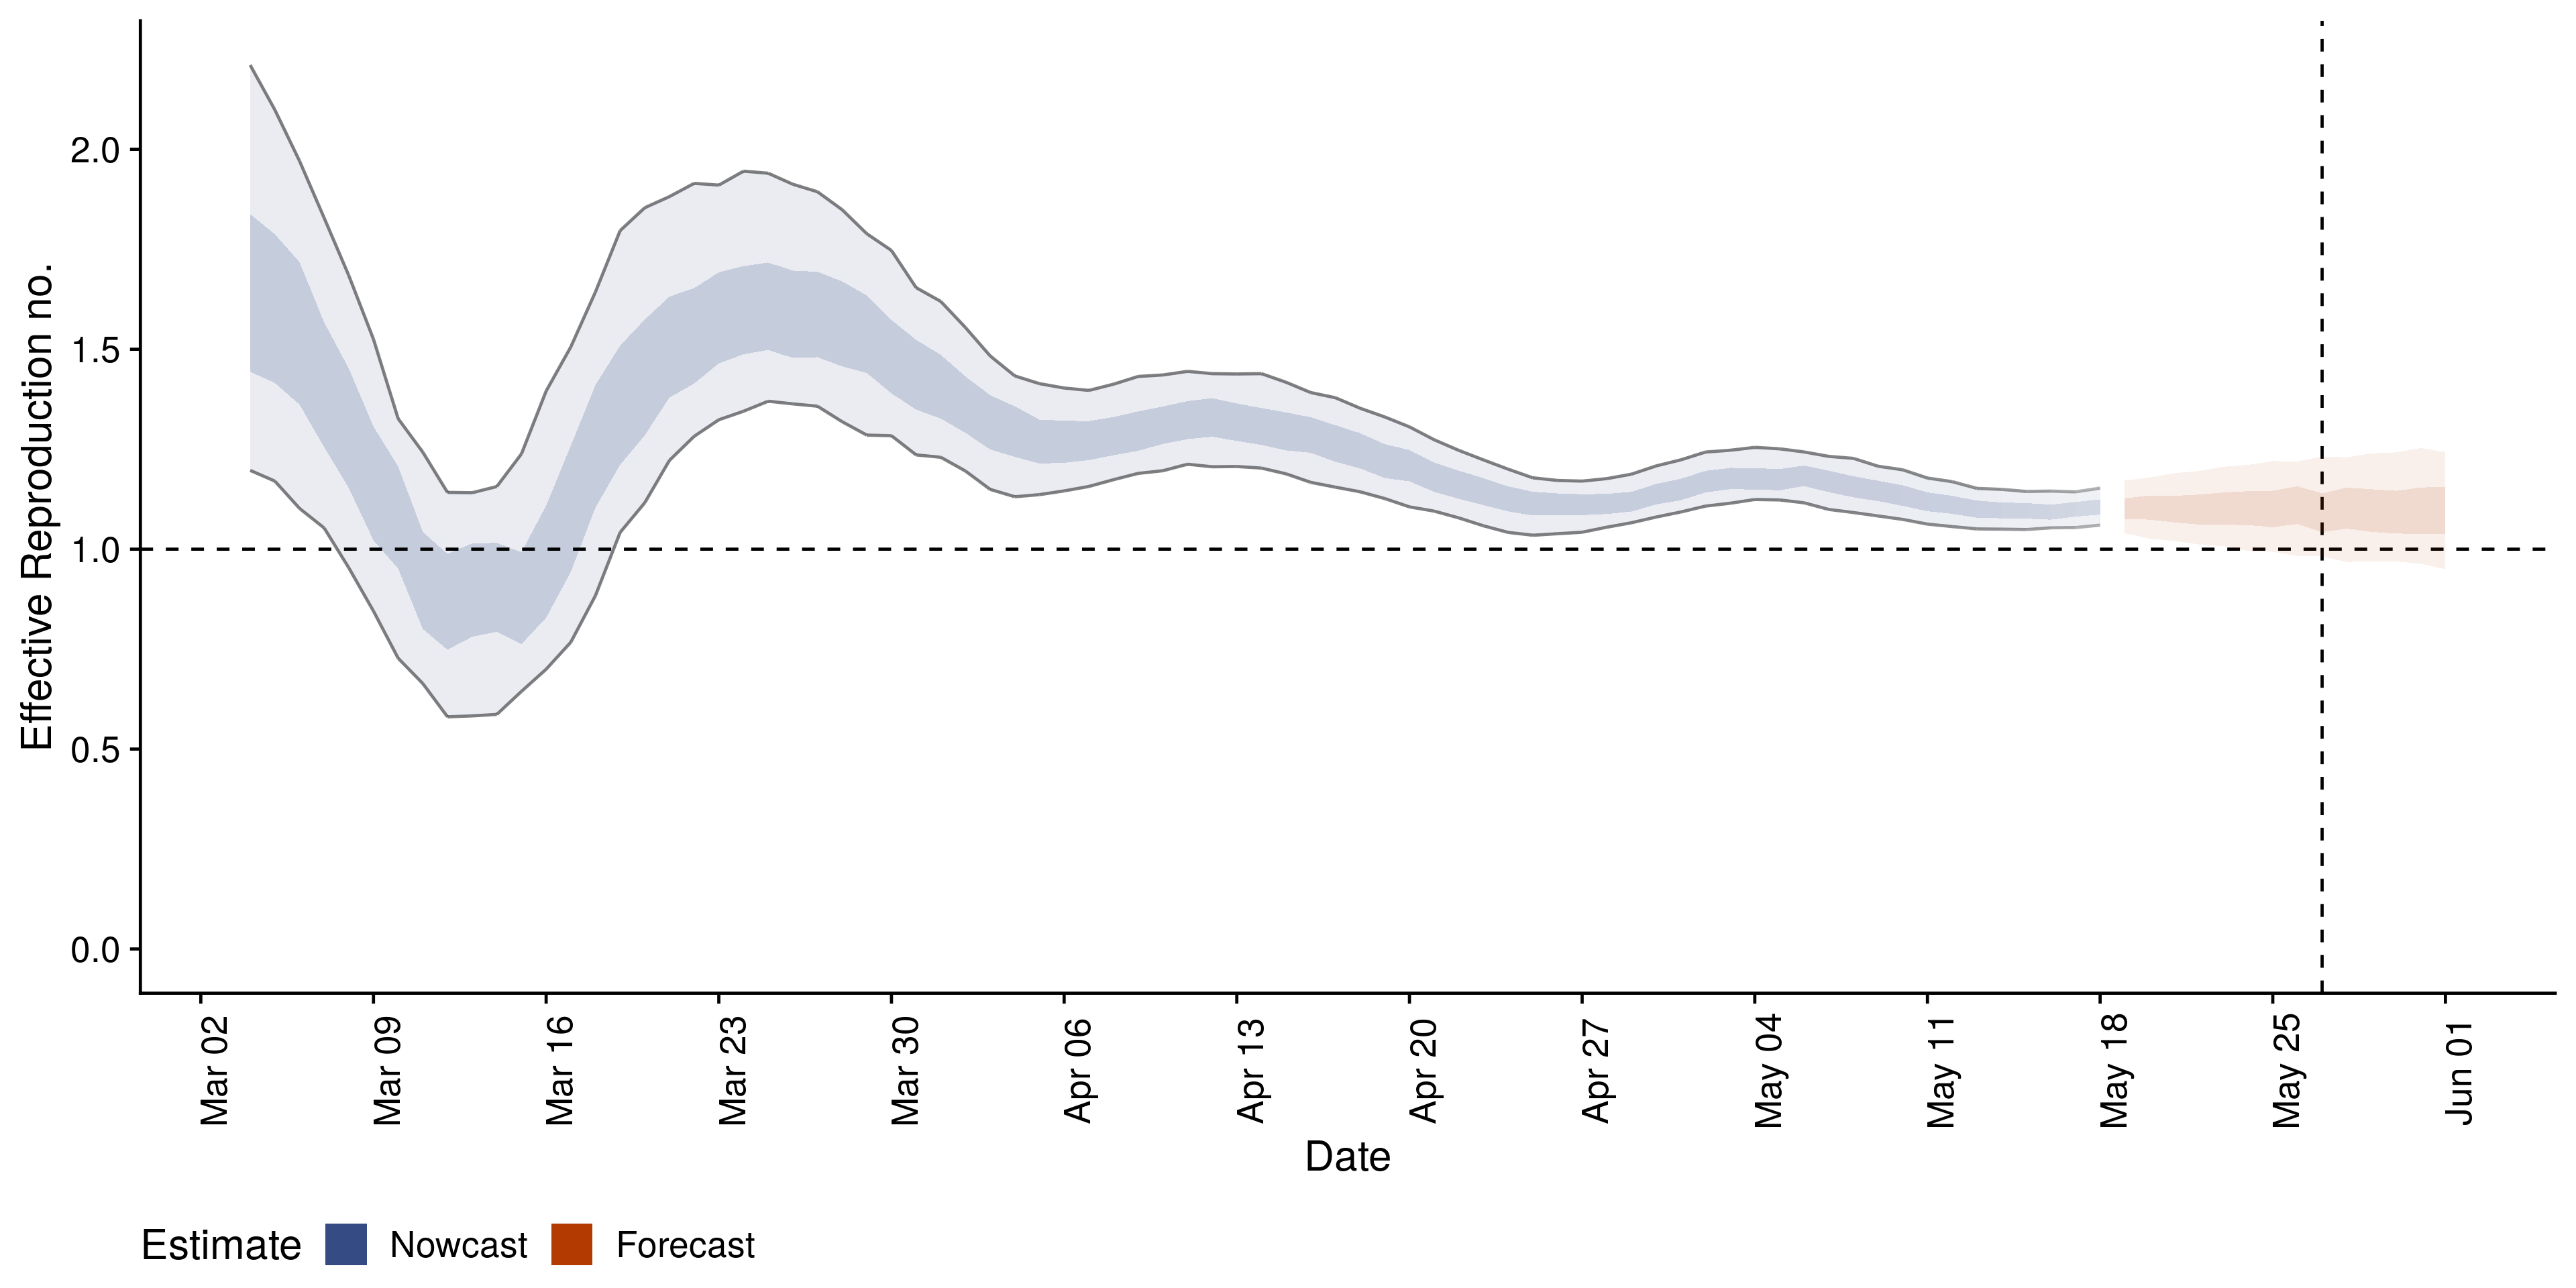 Effective Reproduction no.
2.0
1.5
1.0
0.5
0.0
Mar 02
Mar 09
Mar 16
Mar 23
Mar 30
Apr 06
Apr 13
Apr 20
Apr 27
May 04
May 11
May 18
May 25
Jun 01
Date
Estimate Nowcast Forecast